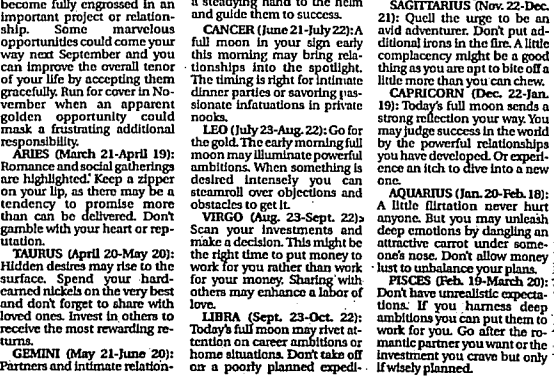 become fully engrossed in an
important project or relation-
ship. Some marvelous
opportunities could come your
way next September and you
can improve the overall tenor
of your life by accepting them
gracefully. Run for cover in No-
vember when an apparent
golden opportunity could
mask a frustrating additional
responsibility.
ARIES (March 21-April 19):
Romance and social gatherings
are highlighted. Keep a zipper
on your lip, as there may be a
tendency to promise more
than can be delivered. Don't
gamble with your heart or rep-
utation.
TAURUS (April 20-May 20):
Hidden desires may rise to the
surface. Spend your hard-
earned nickels on the very best
and don't forget to share with
loved ones. Invest in others to
receive the most rewarding re-
turns.
GEMINI (May 21-June 20):
Partners and intimate relation-
a steadying hand to the helm
and guide them to success.
CANCER (June 21-July 22): A
full moon in your sign early
this morning may bring rela-
tionships into the spotlight.
The timing is right for intimate
dinner parties or savoring pas-
sionate infatuations in private
nooks.
LEO (July 23-Aug. 22): Go for
the gold. The early morning full
moon may illuminate powerful
ambitions. When something is
desired intensely you can
steamroll over objections and
obstacles to get it.
VIRGO (Aug. 23-Sept. 22):
Scan your investments and
make a decision. This might be
the right time to put money to
work for you rather than work
for your money. Sharing with
others may enhance a labor of
love.
LIBRA (Sept. 23-Oct. 22):
Today's full moon may rivet at-
tention on career ambitions or
home situations. Don't take off
on a poorly planned expedi-
SAGITTARIUS (Nov. 22-Dec.
21): Quell the urge to be an
avid adventurer. Don't put ad-
ditional irons in the fire. A little
complacency might be a good
thing as you are apt to bite off a
little more than you can chew.
CAPRICORN (Dec. 22-Jan.
19): Today's full moon sends a
strong reflection your way. You
may judge success in the world
by the powerful relationships
you have developed. Or experi-
ence an itch to dive into a new
one.
AQUARIUS (Jan. 20-Feb. 18):
A little flirtation never hurt
anyone. But you may unleash
deep emotions by dangling an
attractive carrot under some-
one's nose. Don't allow money
lust to unbalance your plans.
PISCES (Feb. 19-March 20):
Don't have unrealistic expecta-
tions. If you harness deep
ambitions you can put them to
work for you. Go after the ro-
mantic partner you want or the
investment you crave but only
if wisely planned.